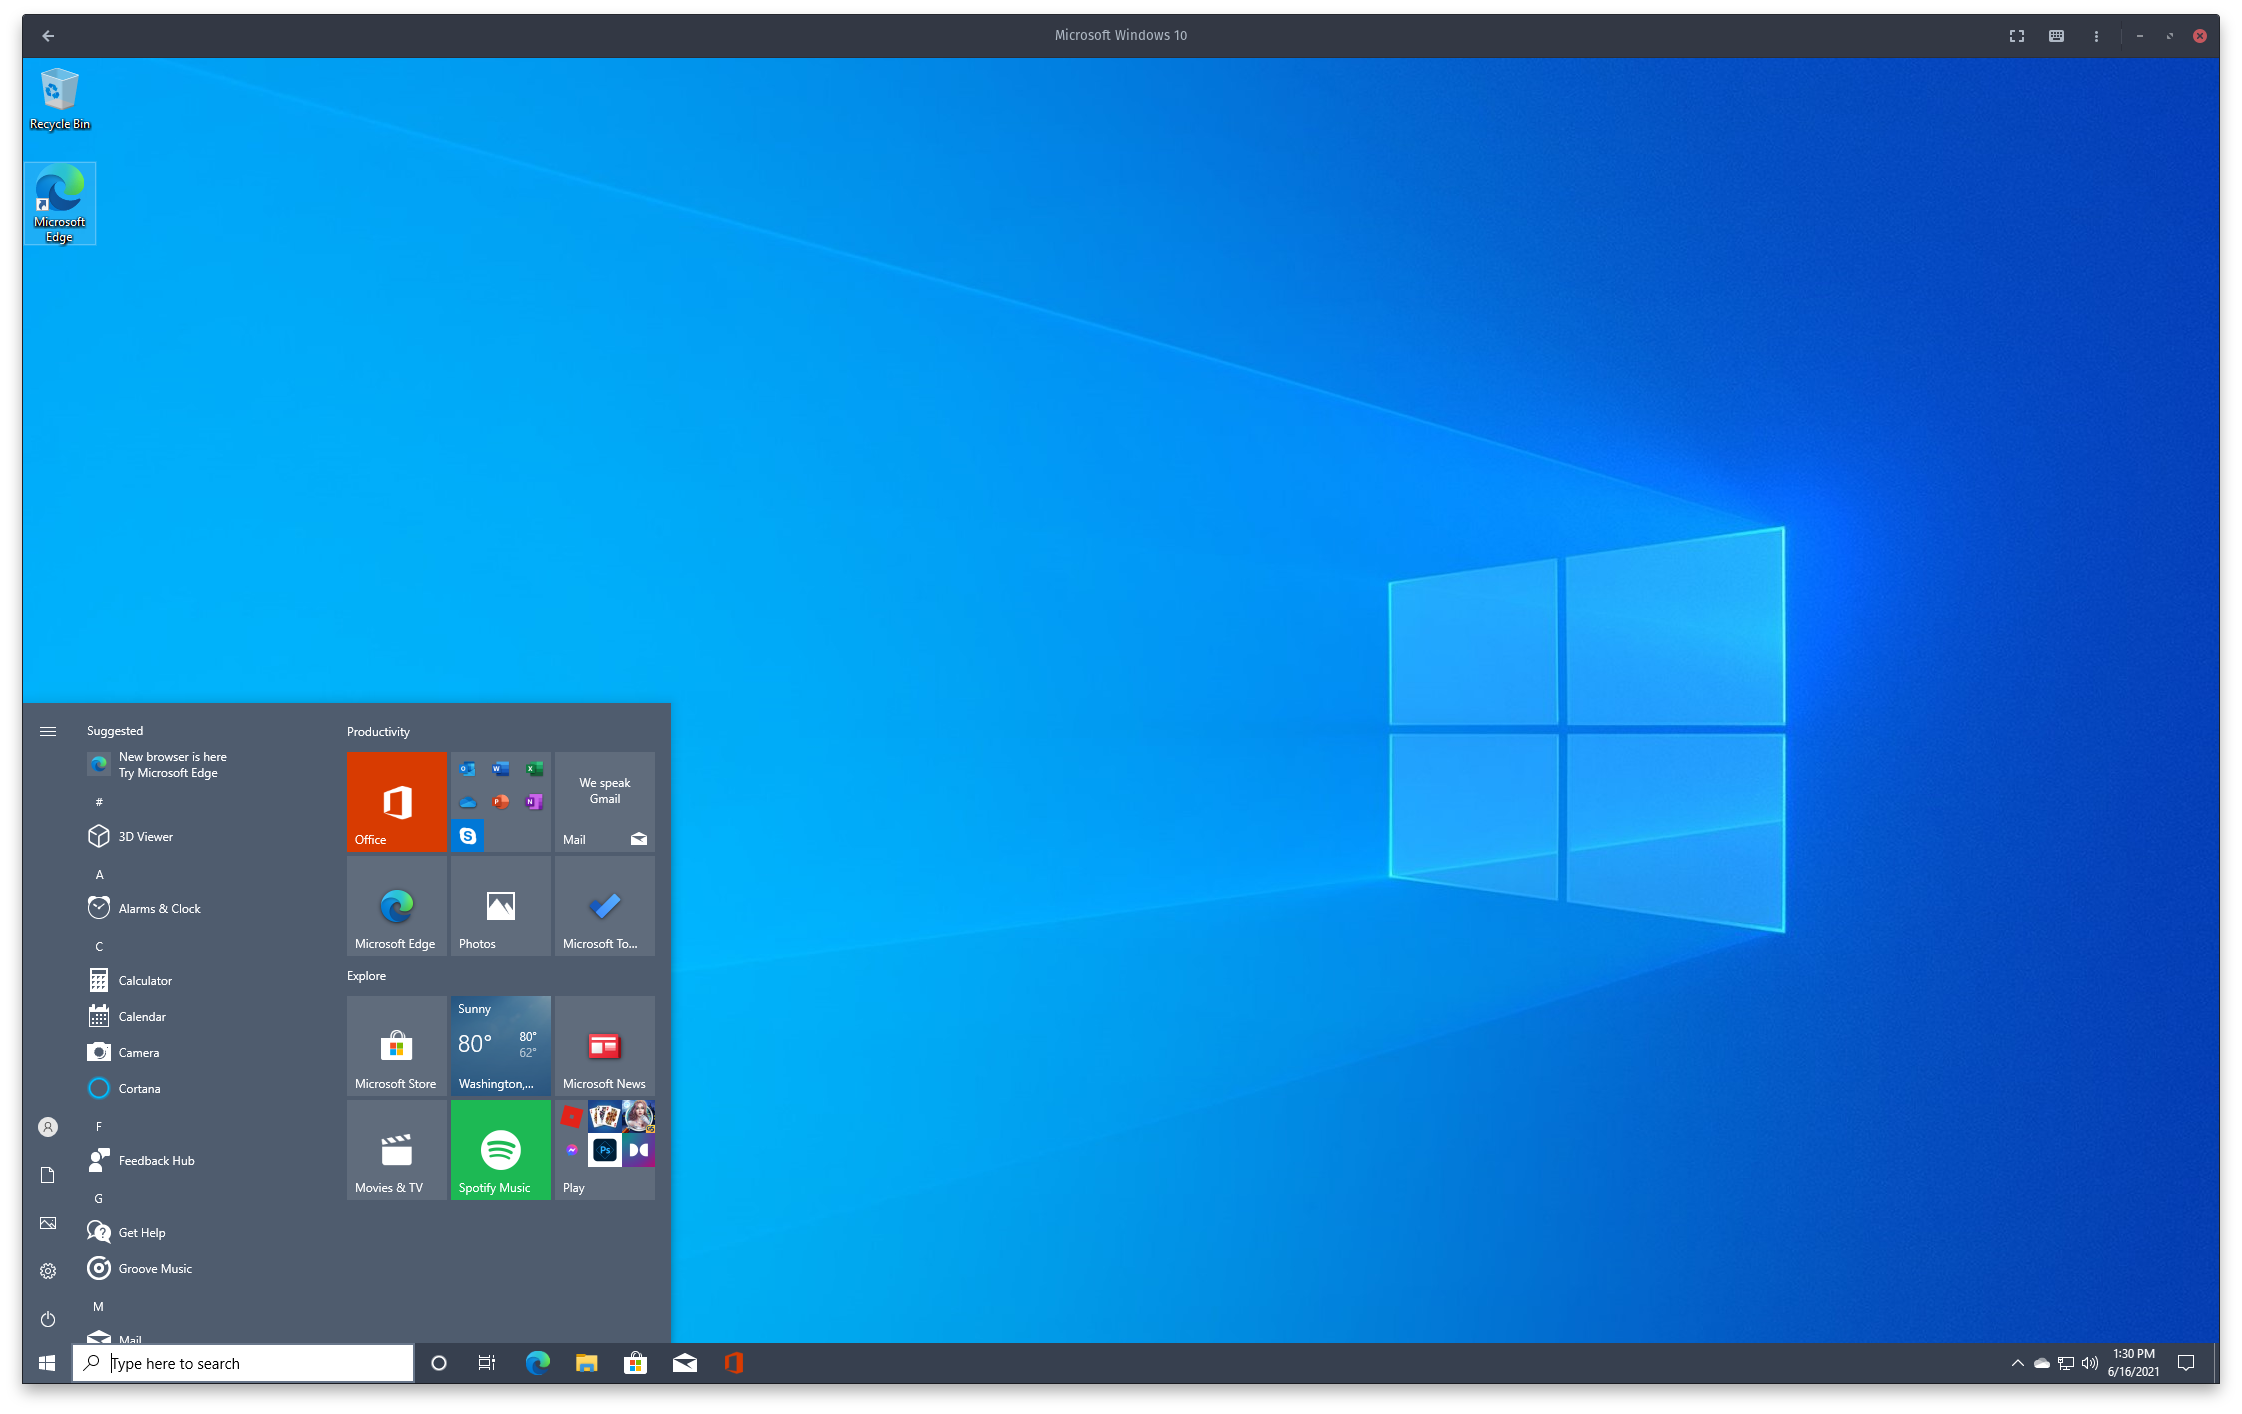 Microsoft Windows 10
Recycle Bin
Microsoft
Edge
Suggested
New browser is here
Try Microsoft Edge
#
3D Viewer
A
Alarms & Clock
C
Calculator
Calendar
Camera
Cortana
F
Feedback Hub
G
Get Help
Groove Music
M
Mail
Productivity
Office
We speak
Gmail
Mail
Microsoft Edge
Photos
Microsoft To...
Explore
Microsoft Store
Sunny
80°
80°
62°
Washington,...
Microsoft News
Movies & TV
Spotify Music
Ps
Play
Type here to search
1:30 PM
6/16/2021